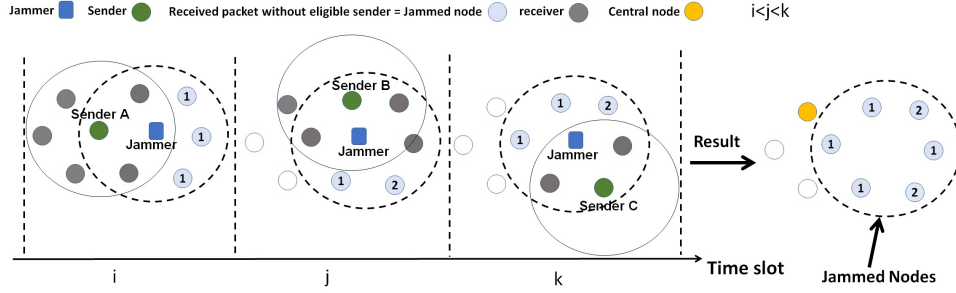 Jammer Sender Received packet without eligible sender = Jammed node receiver Central node i<j<k
Sender A
1
1
Jammer
1
Sender B
Jammer
1 2
1 2
1
Jammer
Sender C
Result
1 2
1 1
1 2
i j k Time slot
Jammed Nodes